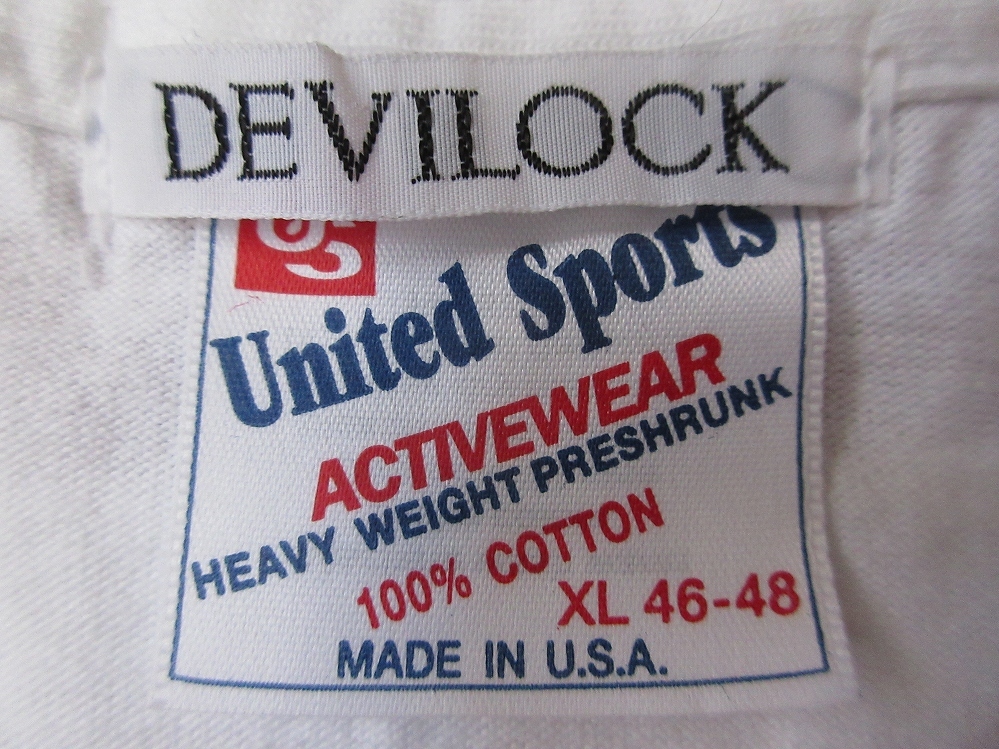 DEVILOCK
United Sports
ACTIVEWEAR
HEAVY WEIGHT PRESHRUNK
100% COTTON
XL 46-48
MADE IN U.S.A.